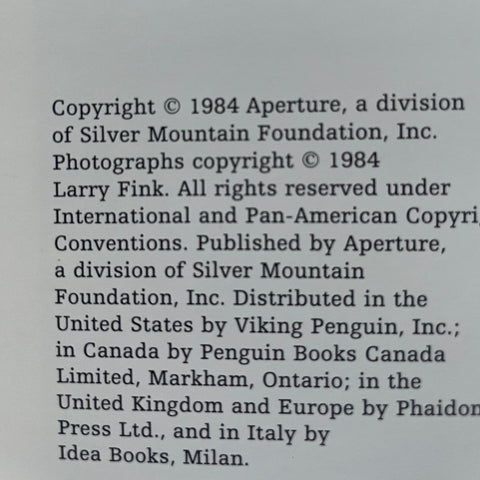 Copyright © 1984 Aperture, a division
of Silver Mountain Foundation, Inc.
Photographs copyright © 1984
Larry Fink. All rights reserved under
International and Pan-American Copyri
Conventions. Published by Aperture,
a division of Silver Mountain
Foundation, Inc. Distributed in the
United States by Viking Penguin, Inc.;
in Canada by Penguin Books Canada
Limited, Markham, Ontario; in the
United Kingdom and Europe by Phaidon
Press Ltd., and in Italy by
Idea Books, Milan.